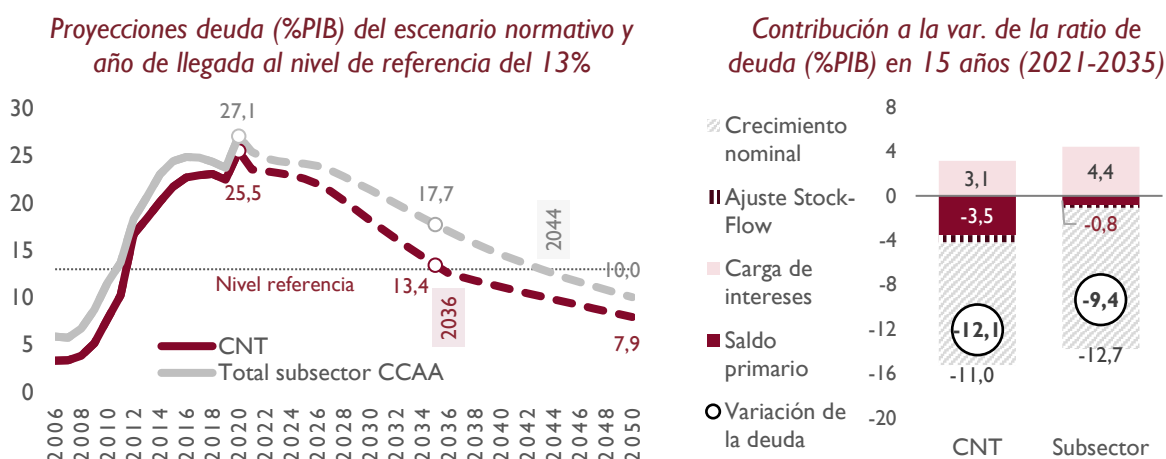 Proyecciones deuda (%PIB) del escenario normativo y
año de llegada al nivel de referencia del 13%
30
25
20
15
10
5
0
27,1
25,5
17,7
13,4
2044
2036
10,0
7,9
Nivel referencia
CNT
Total subsector CCAA
2006
2008
2010
2012
2014
2016
2018
2020
2022
2024
2026
2028
2030
2032
2034
2036
2038
2040
2042
2044
2046
2048
2050
Contribución a la var. de la ratio de
deuda (%PIB) en 15 años (2021-2035)
Crecimiento
nominal
Ajuste Stock-
Flow
Carga de
intereses
Saldo
primario
Variación de
la deuda
8
4
0
-4
-8
-12
-16
-20
3,1
-3,5
-12,1
-11,0
4,4
-0,8
-9,4
-12,7
CNT
Subsector